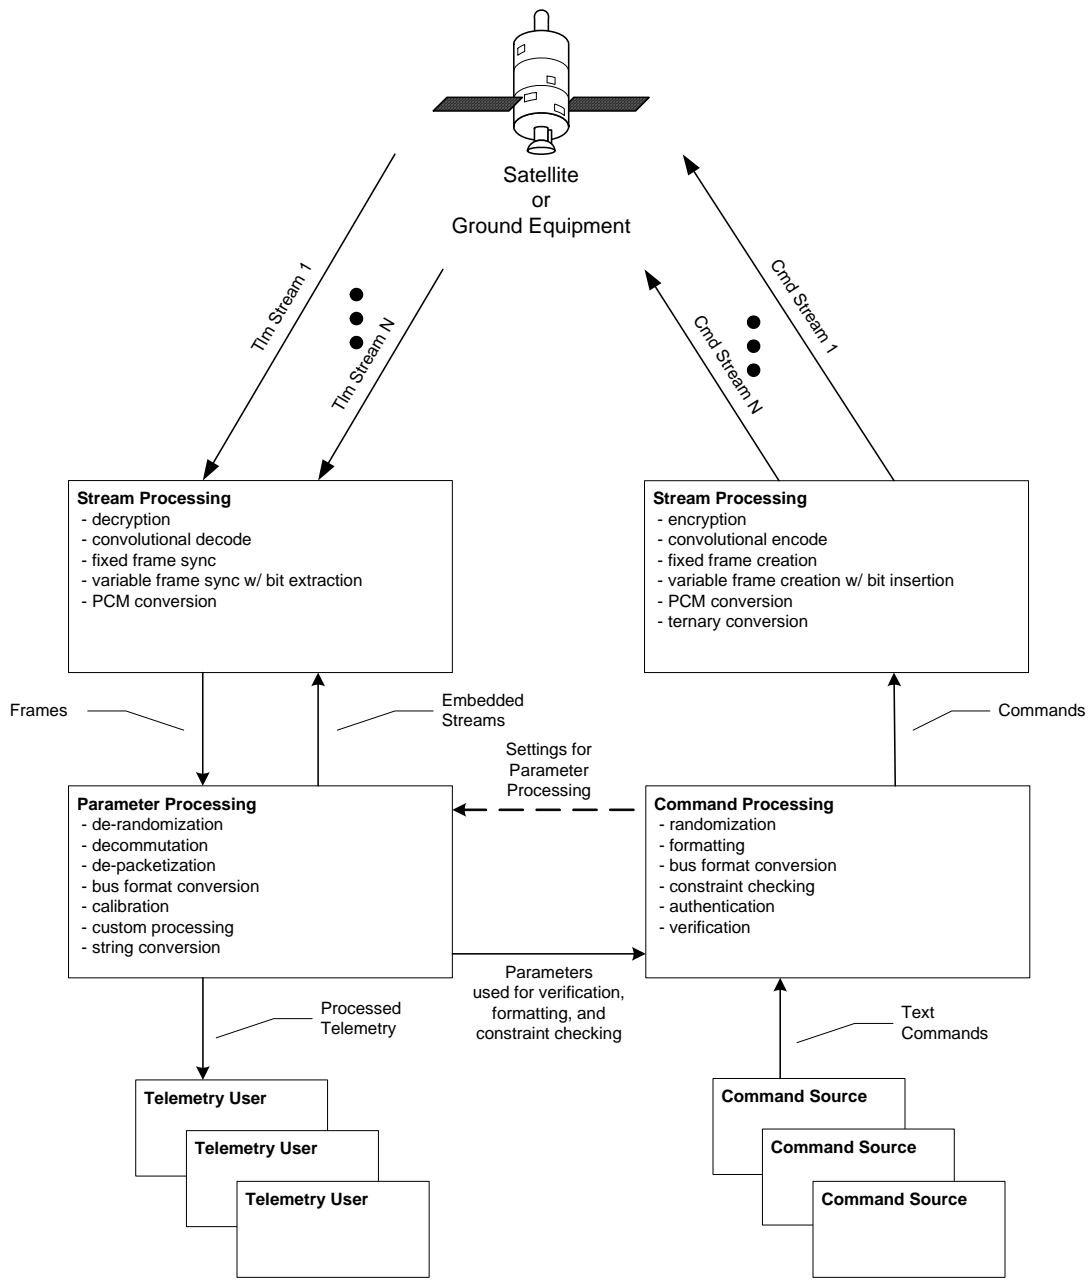 Satellite
or
Ground Equipment
Tlm Stream 1
Tlm Stream N
Cmd Stream N
Cmd Stream 1
Stream Processing
- decryption
- convolutional decode
- fixed frame sync
- variable frame sync w/ bit extraction
- PCM conversion
Stream Processing
- encryption
- convolutional encode
- fixed frame creation
- variable frame creation w/ bit insertion
- PCM conversion
- ternary conversion
Frames
Embedded
Streams
Commands
Settings for
Parameter
Processing
Parameter Processing
- de-randomization
- decommutation
- de-packetization
- bus format conversion
- calibration
- custom processing
- string conversion
Command Processing
- randomization
- formatting
- bus format conversion
- constraint checking
- authentication
- verification
Parameters
used for verification,
formatting, and
constraint checking
Processed
Telemetry
Text
Commands
Telemetry User
Telemetry User
Telemetry User
Command Source
Command Source
Command Source